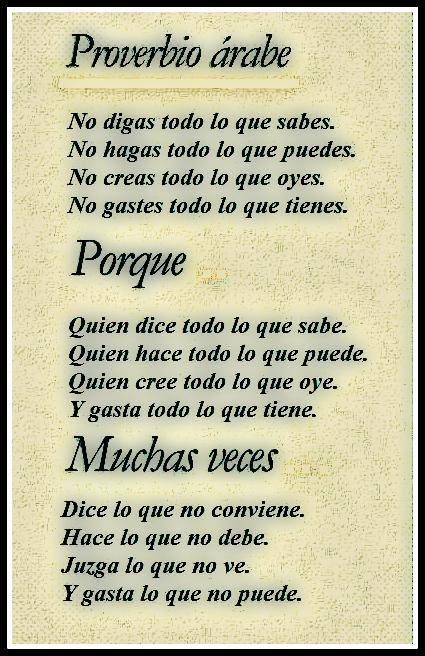 Proverbio árabe
No digas todo lo que sabes.
No hagas todo lo que puedes.
No creas todo lo que oyes.
No gastes todo lo que tienes.
Porque
Quien dice todo lo que sabe.
Quien hace todo lo que puede.
Quien cree todo lo que oye.
Y gasta todo lo que tiene.
Muchas veces
Dice lo que no conviene.
Hace lo que no debe.
Juzga lo que no ve.
Y gasta lo que no puede.